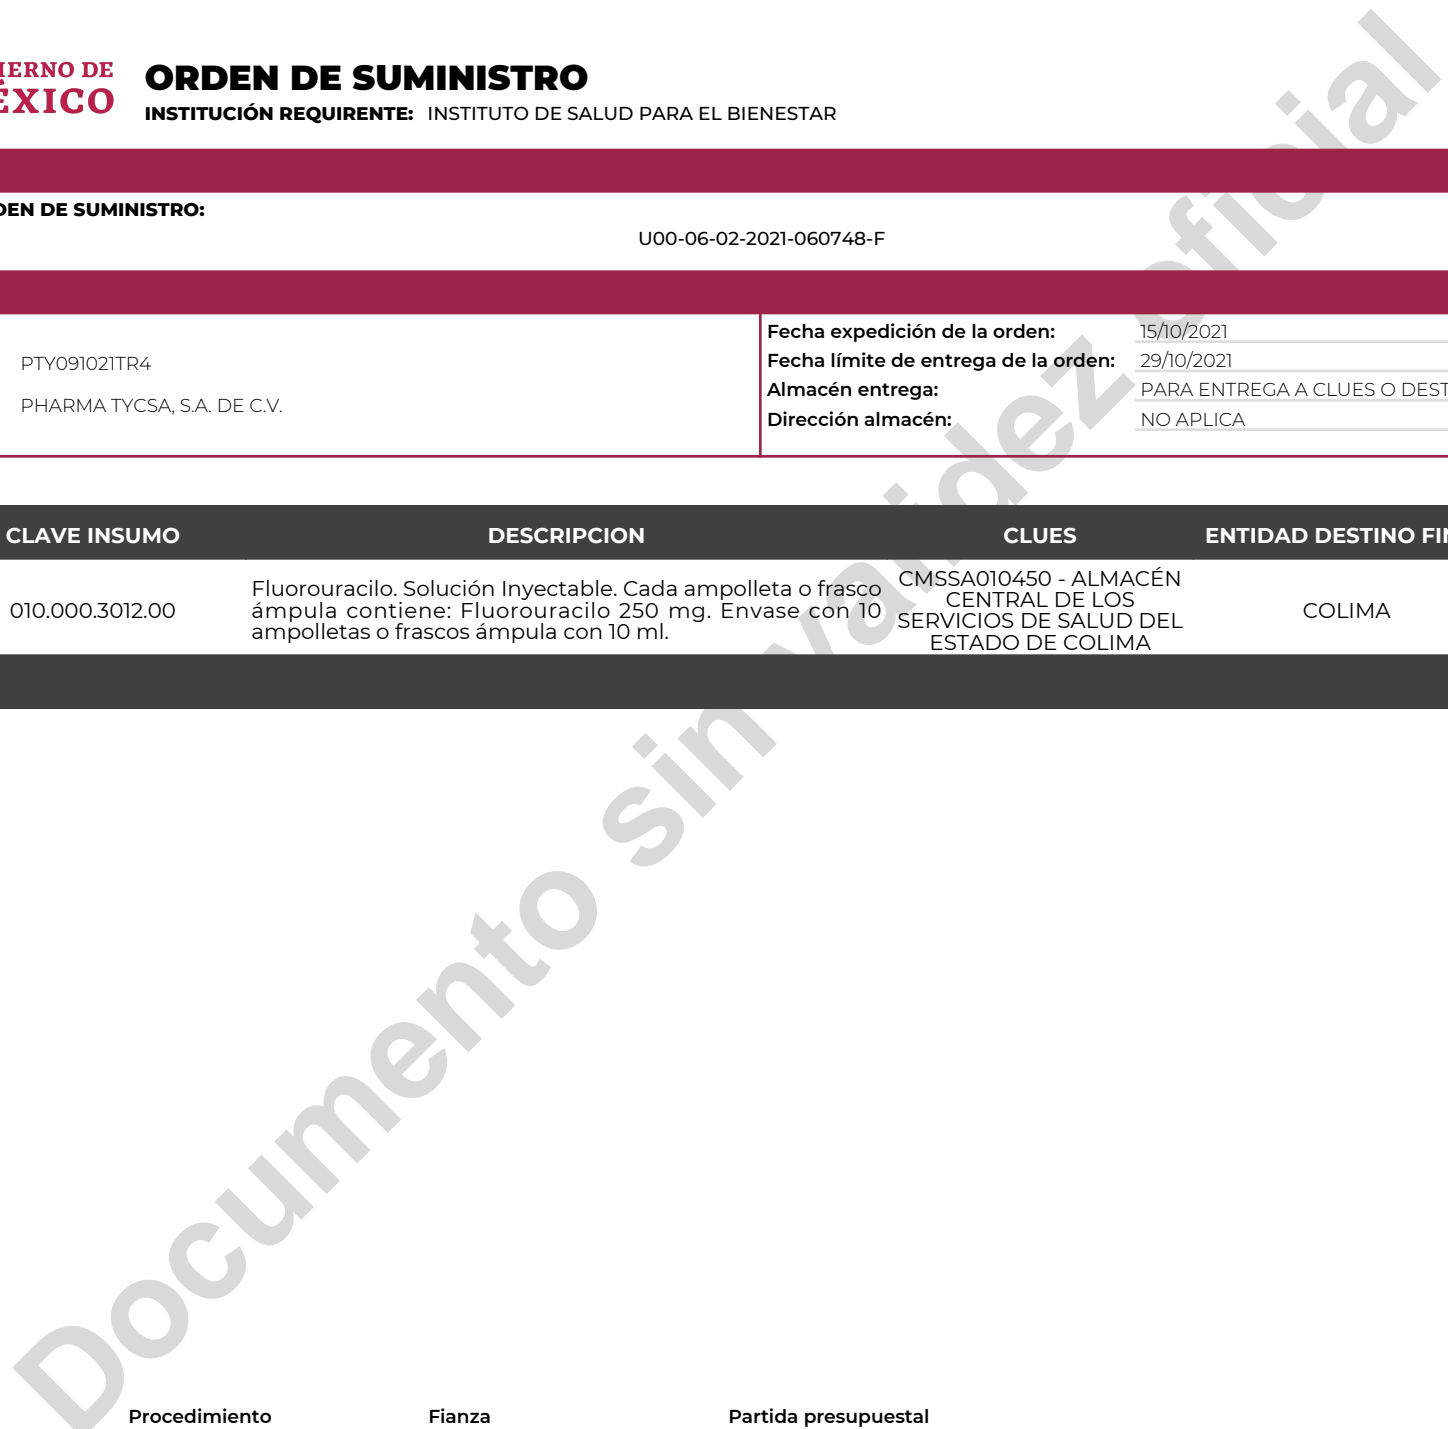 IERNO DE
ÉXICO
ORDEN DE SUMINISTRO
INSTITUCIÓN REQUIRENTE: INSTITUTO DE SALUD PARA EL BIENESTAR
DEN DE SUMINISTRO:
U00-06-02-2021-060748-F
PTY091021TR4
PHARMA TYCSA, S.A. DE C.V.
Fecha expedición de la orden: 15/10/2021
Fecha límite de entrega de la orden: 29/10/2021
Almacén entrega: PARA ENTREGA A CLUES O DEST
Dirección almacén: NO APLICA
CLAVE INSUMO DESCRIPCION CLUES ENTIDAD DESTINO FIN
010.000.3012.00
Fluorouracilo. Solución Inyectable. Cada ampolleta o frasco
ámpula contiene: Fluorouracilo 250 mg. Envase con 10
ampolletas o frascos ámpula con 10 ml.
CMSSA010450 - ALMACÉN
CENTRAL DE LOS
SERVICIOS DE SALUD DEL
ESTADO DE COLIMA
COLIMA
Documento sin validez oficial
Procedimiento Fianza Partida presupuestal